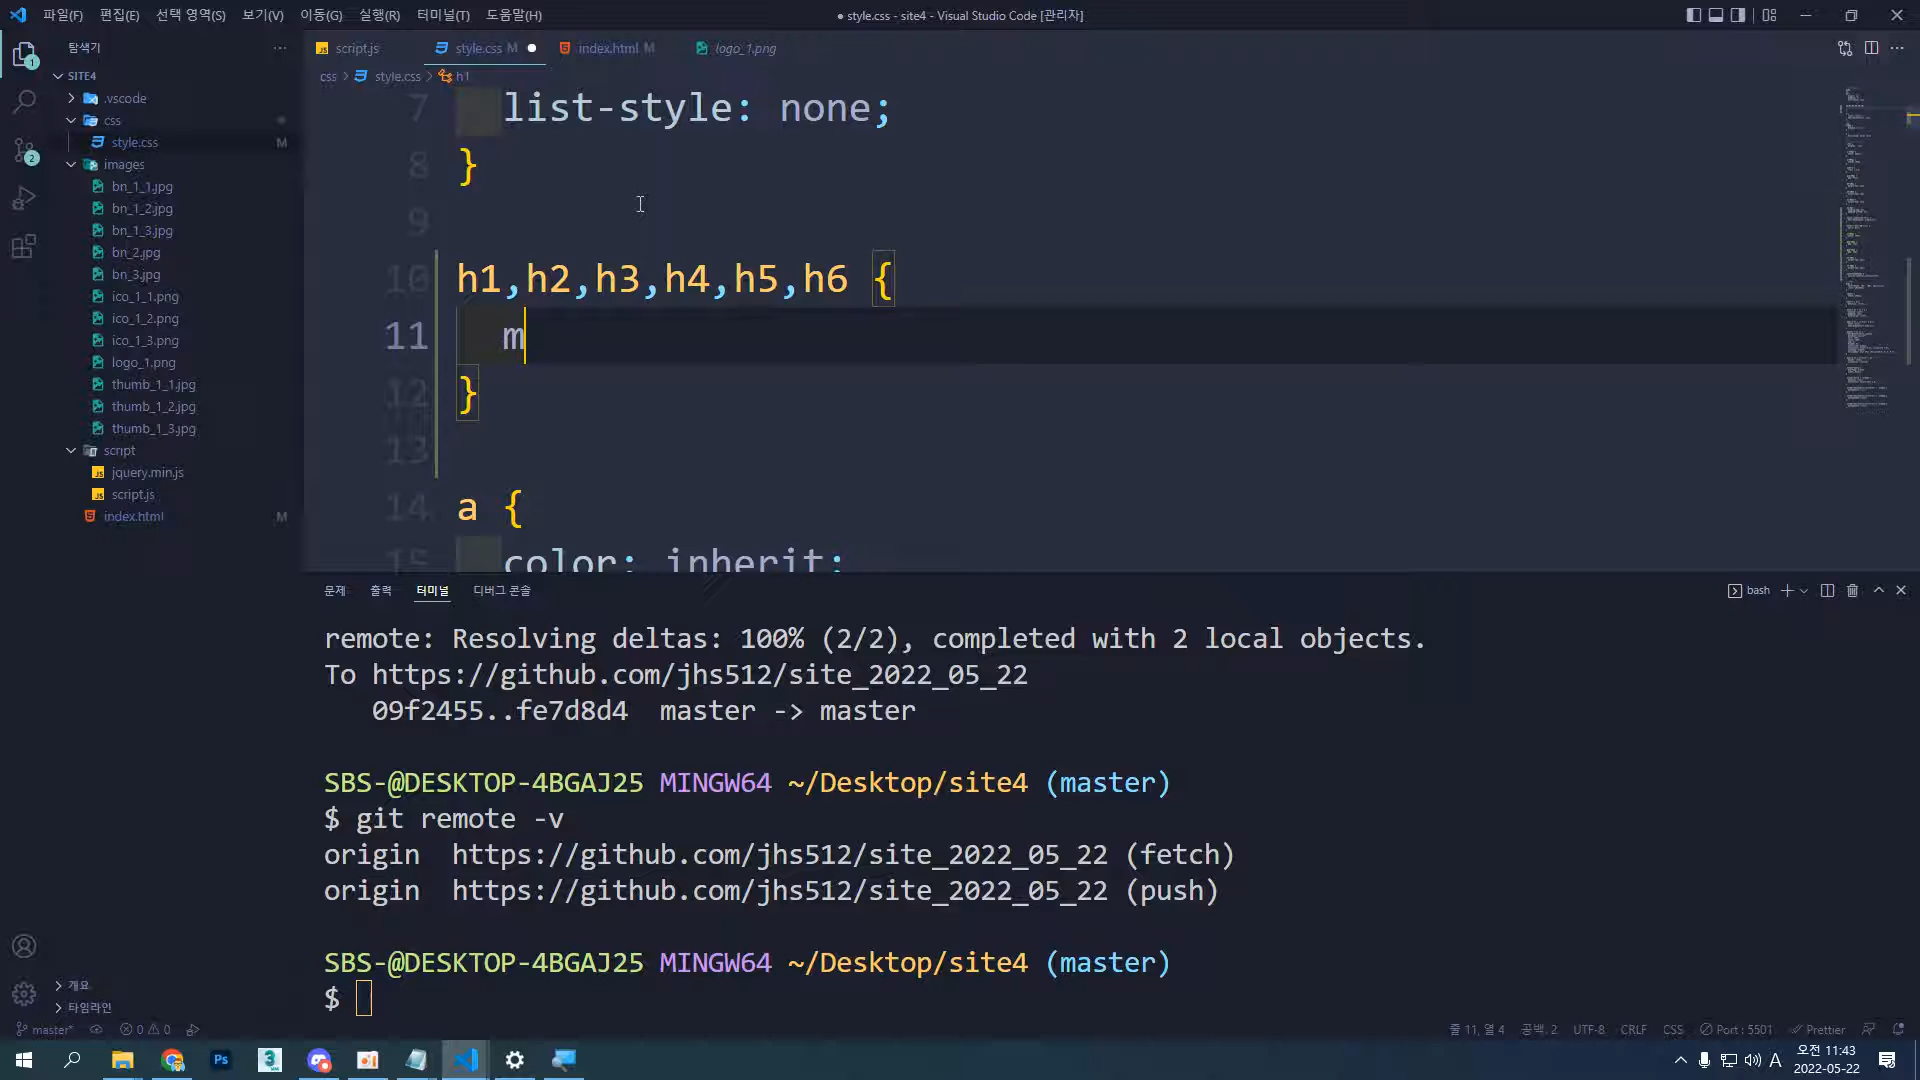 파일(F) 편집(E) 선택 영역(S) 보기(V) 이동(G) 실행(R) 터미널(T) 도움말(H)
● style.css - site4 - Visual Studio Code [관리자]
탐색기
script.js
style.css M
index.html M
logo_1.png
SITE4
css > style.css > h1
.vscode
css
style.css M
images
bn_1_1.jpg
bn_1_2.jpg
bn_1_3.jpg
bn_2.jpg
bn_3.jpg
ico_1_1.png
ico_1_2.png
ico_1_3.png
logo_1.png
thumb_1_1.jpg
thumb_1_2.jpg
thumb_1_3.jpg
script
jquery.min.js
script.js
index.html M
7 list-style: none;
8 }
9
10 h1,h2,h3,h4,h5,h6 {
11 m
12 }
13
14 a {
15 color: inherit;
문제 출력 터미널 디버그 콘솔
bash
remote: Resolving deltas: 100% (2/2), completed with 2 local objects.
To https://github.com/jhs512/site_2022_05_22
09f2455..fe7d8d4 master -> master
SBS-@DESKTOP-4BGAJ25 MINGW64 ~/Desktop/site4 (master)
$ git remote -v
origin https://github.com/jhs512/site_2022_05_22 (fetch)
origin https://github.com/jhs512/site_2022_05_22 (push)
SBS-@DESKTOP-4BGAJ25 MINGW64 ~/Desktop/site4 (master)
$
개요
타임라인
master* 0 0
줄 11, 열 4 공백: 2 UTF-8 CRLF CSS Port : 5501 Prettier
Ps
3
A
오전 11:43
2022-05-22